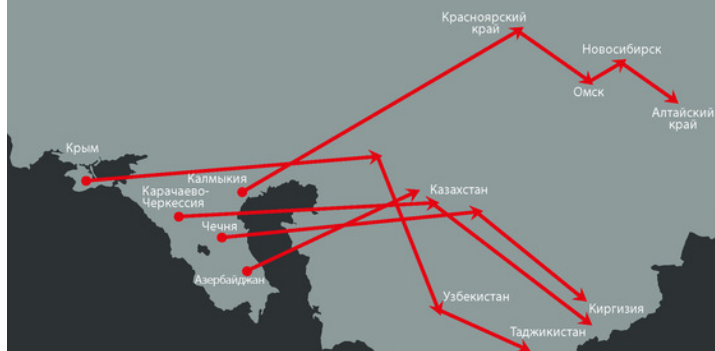 Красноярский
край
Новосибирск
Омск
Алтайский
край
Крым
Калмыкия
Карачаево-
Черкессия
Казахстан
Чечня
Азербайджан
Узбекистан
Киргизия
Таджикистан